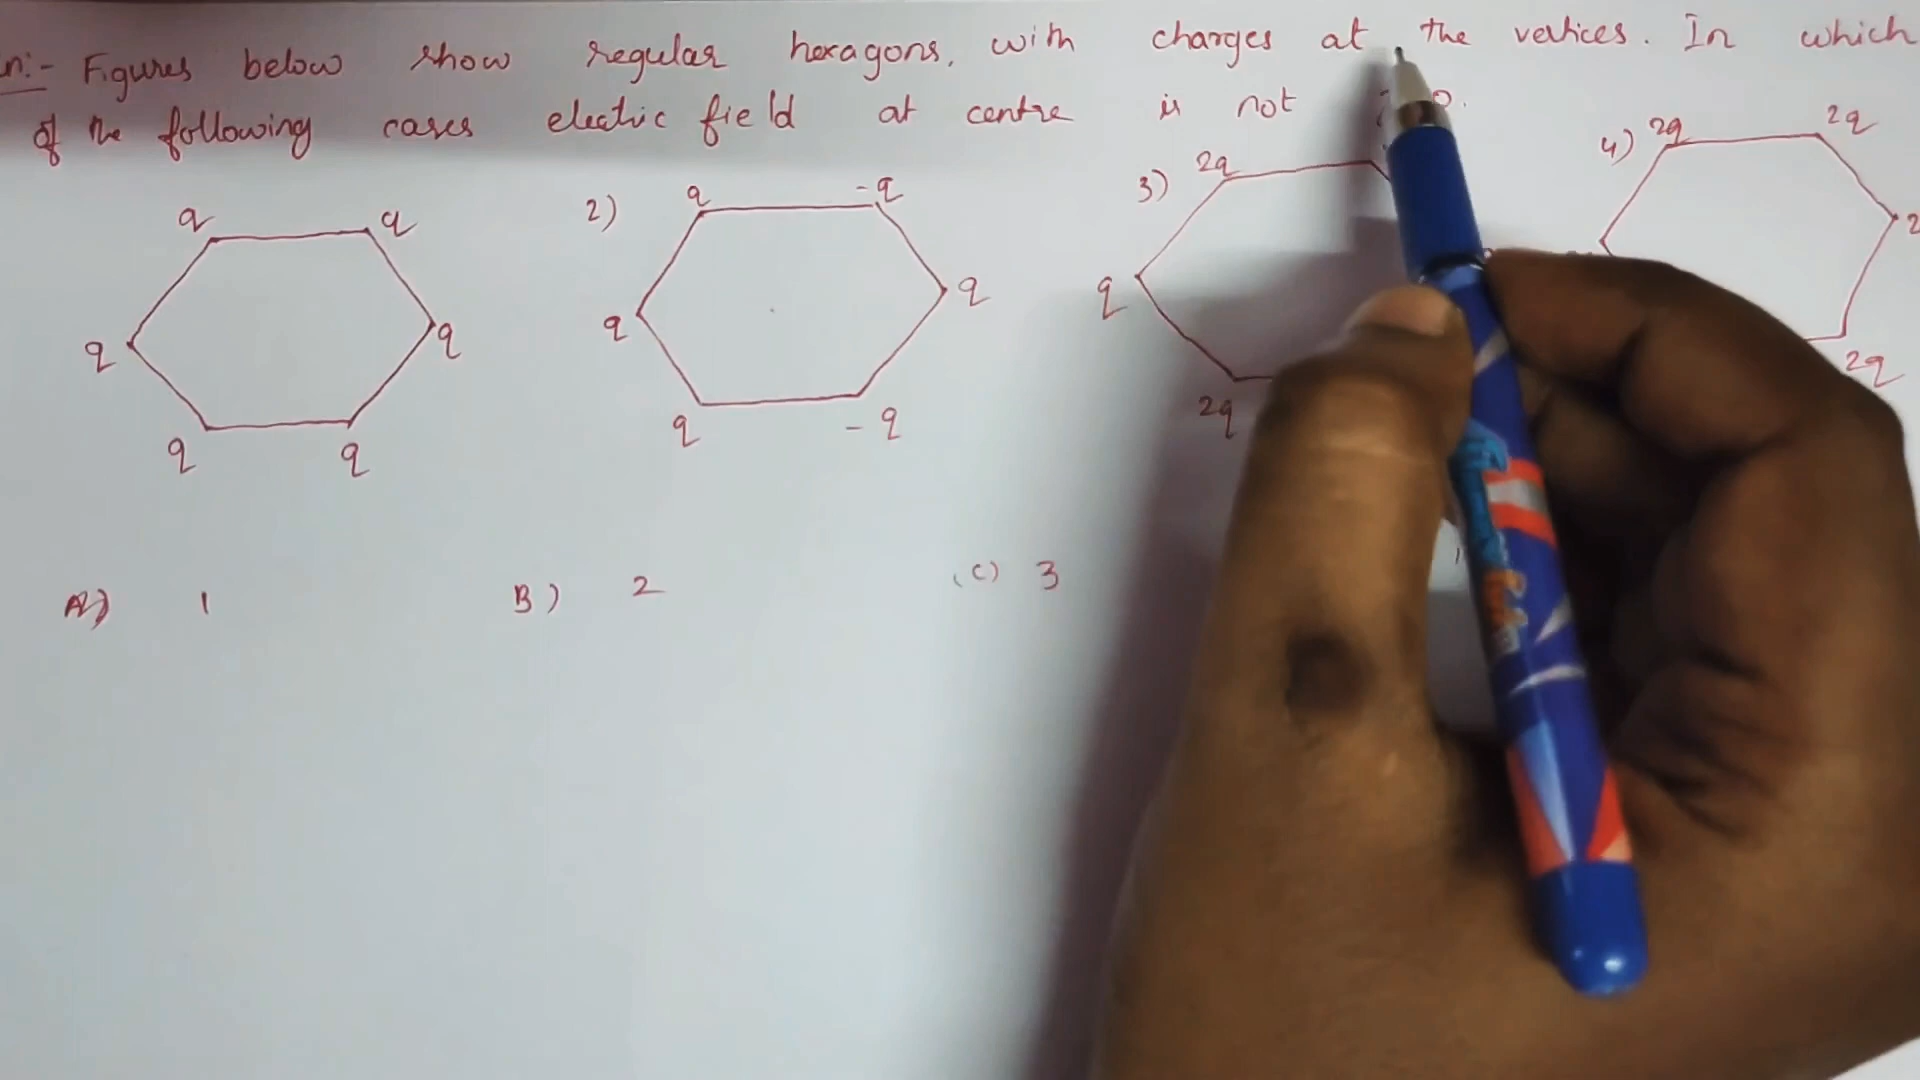 Figures below show regular hexagons, with charges at the vertices. In which
of the following cases electric field at centre is not
q q q q q q
2) q -q q q q -q
3) 2q q 2q
4) 2q 2q 2q
A) 1 B) 2 (C) 3